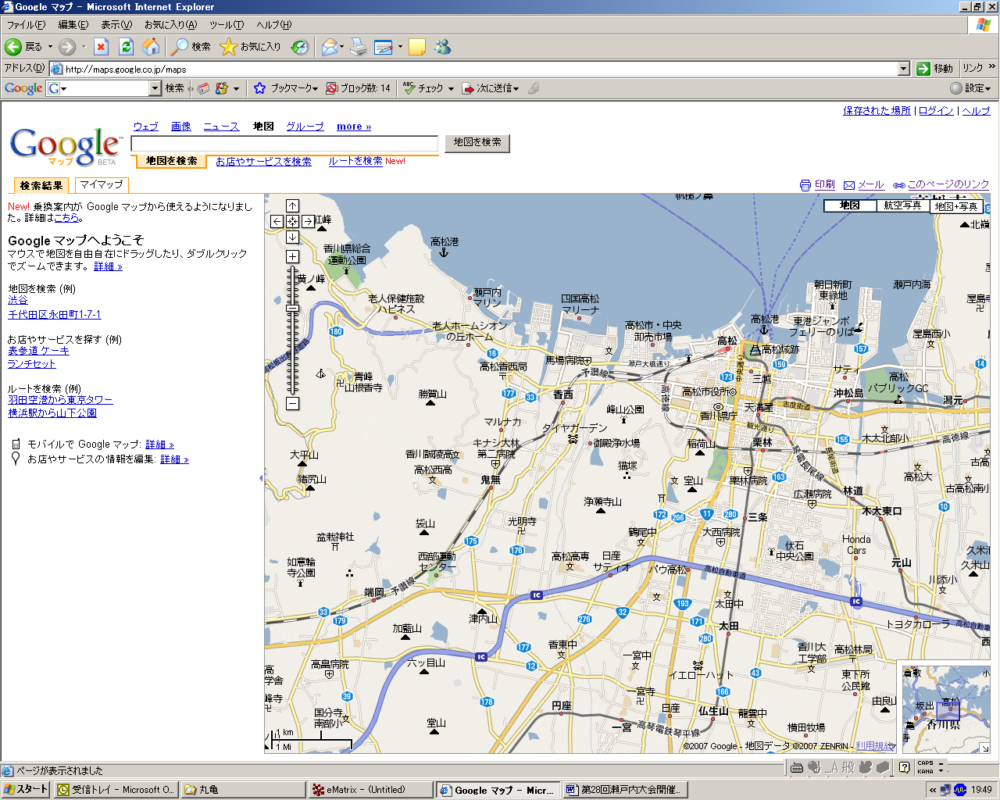 Google マップ - Microsoft Internet Explorer
ファイル(F) 編集(E) 表示(V) お気に入り(A) ツール(T) ヘルプ(H)
戻る 検索 お気に入り
アドレス(D) http://maps.google.co.jp/maps 移動 リンク »
Google G 検索 ブックマーク ブロック数: 14 ABC チェック 次に送信 設定
保存された場所 | ログイン | ヘルプ
ウェブ 画像 ニュース 地図 グループ more »
Google マップ BETA
地図を検索
地図を検索 お店やサービスを検索 ルートを検索 New!
検索結果 マイマップ
印刷 メール このページのリンク
New! 乗換案内が Google マップから使えるようになりまし
た。詳細はこちら。
Google マップへようこそ
マウスで地図を自由自在にドラッグしたり、ダブルクリック
でズームできます。 詳細 »
地図を検索 (例)
渋谷
千代田区永田町1-7-1
お店やサービスを探す (例)
表参道 ケーキ
ランチセット
ルートを検索 (例)
羽田空港から東京タワー
横浜駅から山下公園
モバイルで Google マップ: 詳細 »
お店やサービスの情報を編集: 詳細 »
地図 航空写真 地図+写真
紅峰
北嶺
香川県総合
運動公園
高松港
黄ノ峰
老人保健施設
ハピネス
瀬戸内
マリン
四国高松
マリーナ
朝日新町
東緑地
瀬戸内海
屋島
180
老人ホームシオン
の丘ホーム
高松市・中央
卸売市場
高松港
東港ジャンボ
フェリーのりば
屋島西小
高松
高松城跡
157
16
馬場病院
瀬戸大橋通り
中央通り
159
14
高松香西局
予讃線
173
三越
サティ
高松
パブリックGC
青峰
山根香寺
勝賀山
177
33
香西
高松市役所
沖松島
潟元
峰山公園
高徳線
香川県庁
天満屋
志度街道
マルナカ
タイヤガーデン
観光通り
155
木太北部小
高徳線
キナシ大林
第二病院
御殿浄水場
稲荷山
栗林
大平山
香川誠陵高
高松西高
猫塚
琴電長尾線
古高
猪尻山
鬼無
室山
栗林病院
163
高松大
古高松南小
浄願寺山
広瀬病院
林道
172
266
11
280
三条
木太東口
10
袋山
光明寺
鶴尾中
大西病院
盆栽神社
175
176
伏石
中央公園
Honda
Cars
久米
如意輪
寺公園
西部運動
センター
高松高専
日産
サティオ
パウ高松
高松自動車道
元山
久米山
川添小
端岡
予讃線
IC
IC
33
179
津内山
276
32
193
太田中
171
太田
トヨタカローラ
高松自動車
加藍山
280
西
IC
177
香東中
一宮中
香川大
工学部
高松林局
高
学舎
高畠病院
六ッ目山
12
イエローハット
43
東下所
公民館
39
178
一宮寺
166
由良山
峰寺
国分寺
南部小
円座
日産
仏生山
龍雲中
堂山
一宮
高琴電鉄琴平線
横田牧場
1 km
1 Mi
©2007 Google - 地図データ ©2007 ZENRIN - 利用規約
倉敷
坂出
高松
香川県
ページが表示されました
A 般 CAPS
KANA
スタート 受信トレイ - Microsoft O... 丸亀 eMatrix - (Untitled) Google マップ - Micr... 第28回瀬戸内大会開催... « 19:49